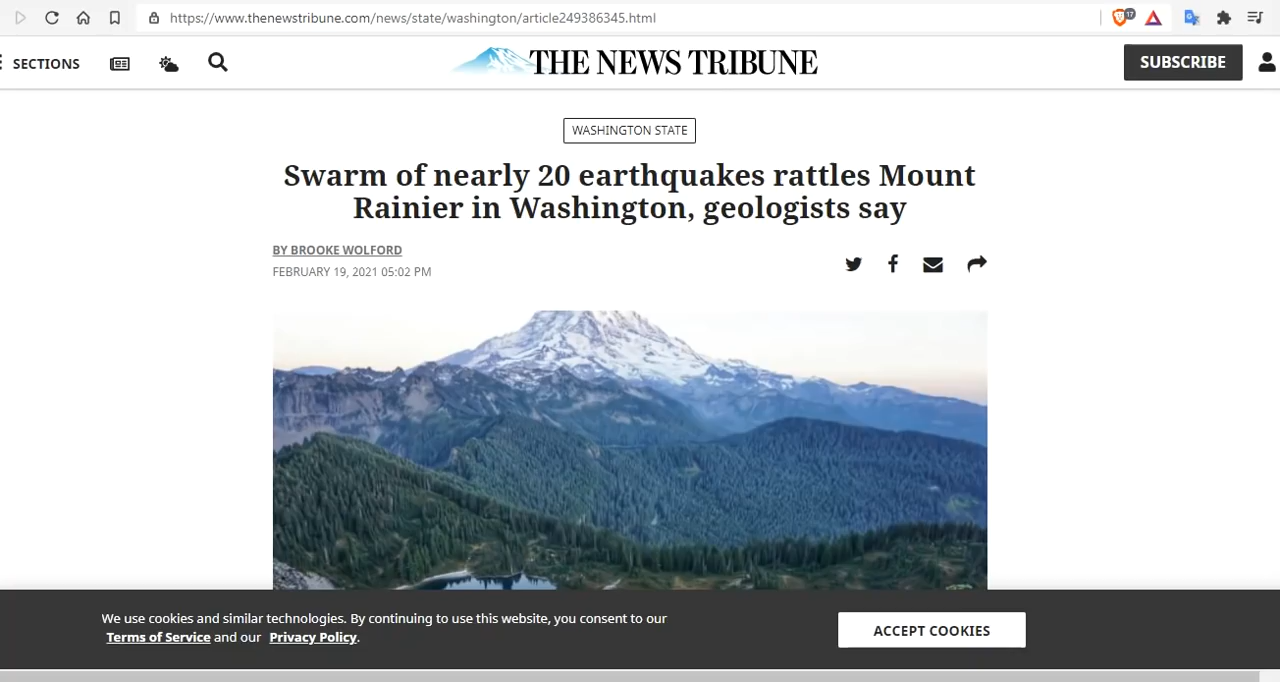 https://www.thenewstribune.com/news/state/washington/article249386345.html
17
SECTIONS
THE NEWS TRIBUNE
SUBSCRIBE
WASHINGTON STATE
Swarm of nearly 20 earthquakes rattles Mount
Rainier in Washington, geologists say
BY BROOKE WOLFORD
FEBRUARY 19, 2021 05:02 PM
We use cookies and similar technologies. By continuing to use this website, you consent to our
Terms of Service and our Privacy Policy.
ACCEPT COOKIES